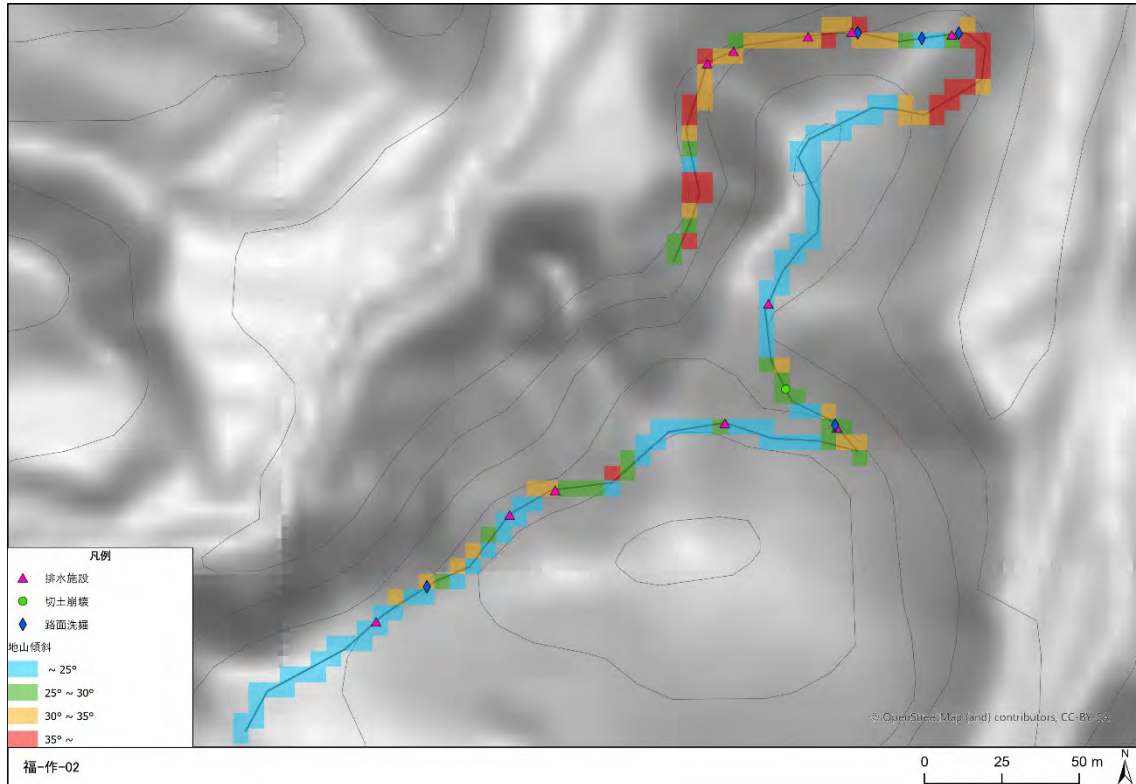 © OpenStreetMap (and) contributors, CC-BY-SA
凡例
排水施設
切土崩壊
路面洗掘
地山傾斜
~ 25°
25° ~ 30°
30° ~ 35°
35° ~
福-作-02
0 25 50 m
N